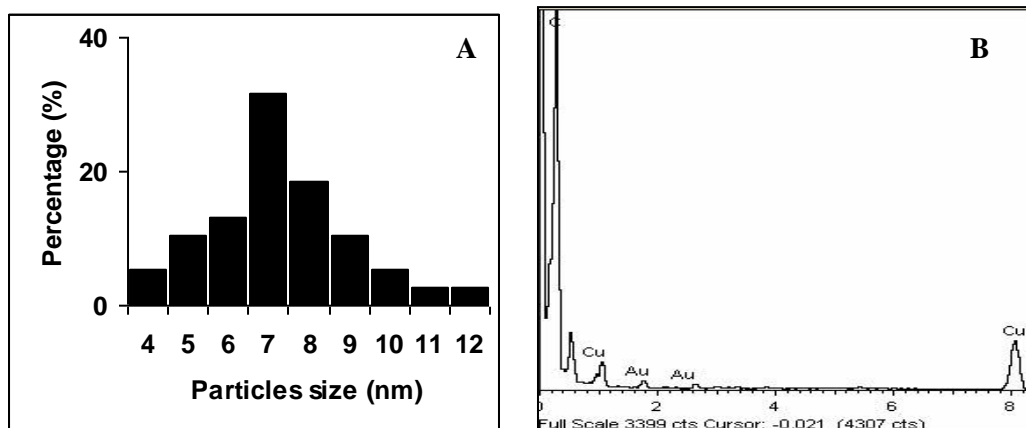 A
Percentage (%)
40
20
0
4 5 6 7 8 9 10 11 12
Particles size (nm)
B
C
Cu
Au
Au
Cu
0 2 4 6 8
Full Scale 3399 cts Cursor: -0.021 (4307 cts)